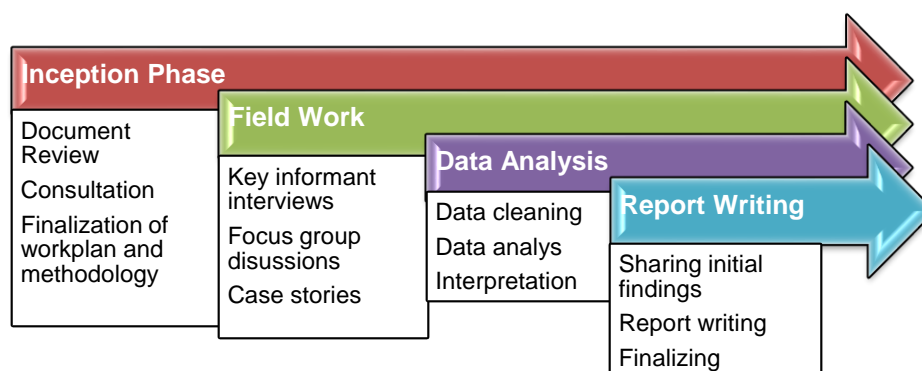 Inception Phase
Document
Review
Consultation
Finalization of
workplan and
methodology
Field Work
Key informant
interviews
Focus group
disussions
Case stories
Data Analysis
Data cleaning
Data analys
Interpretation
Report Writing
Sharing initial
findings
Report writing
Finalizing